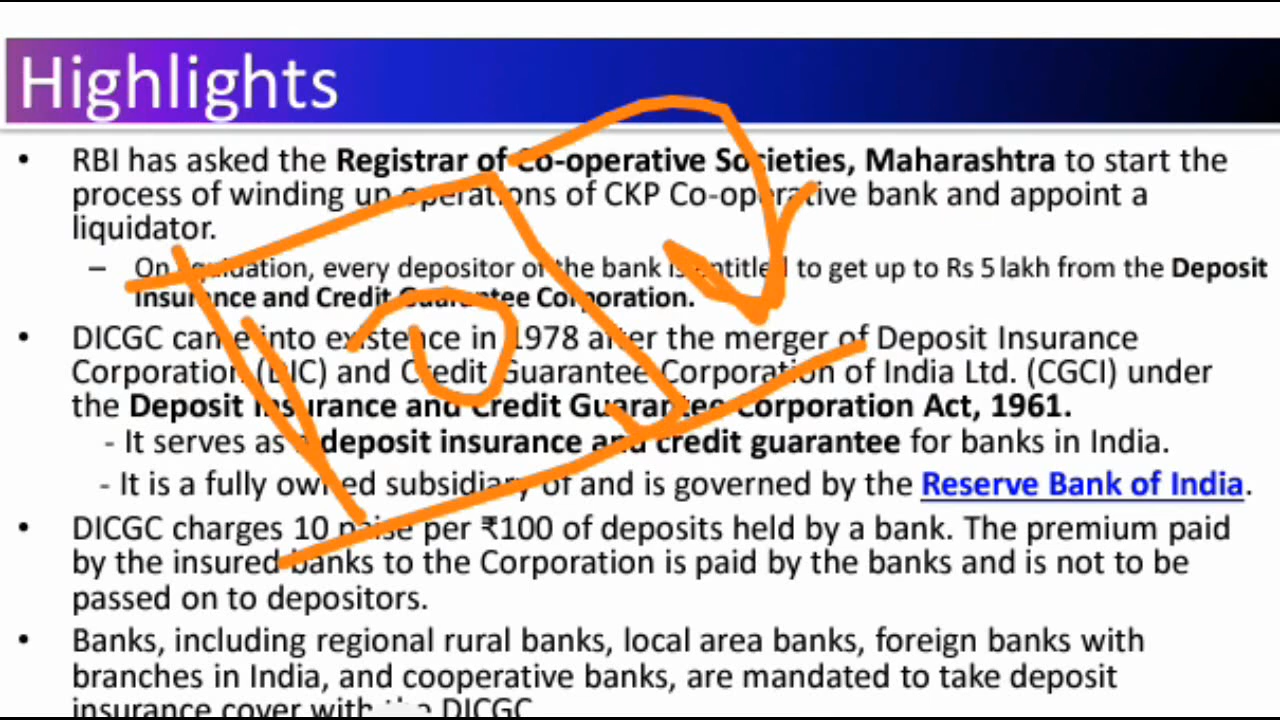 Highlights
• RBI has asked the Registrar of Co-operative Societies, Maharashtra to start the
process of winding up operations of CKP Co-operative bank and appoint a
liquidator.
– On liquidation, every depositor of the bank is entitled to get up to Rs 5 lakh from the Deposit
Insurance and Credit Guarantee Corporation.
• DICGC came into existence in 1978 after the merger of Deposit Insurance
Corporation (DIC) and Credit Guarantee Corporation of India Ltd. (CGCI) under
the Deposit Insurance and Credit Guarantee Corporation Act, 1961.
- It serves as a deposit insurance and credit guarantee for banks in India.
- It is a fully owned subsidiary of and is governed by the Reserve Bank of India.
• DICGC charges 10 paise per ₹100 of deposits held by a bank. The premium paid
by the insured banks to the Corporation is paid by the banks and is not to be
passed on to depositors.
• Banks, including regional rural banks, local area banks, foreign banks with
branches in India, and cooperative banks, are mandated to take deposit
insurance cover with the DICGC